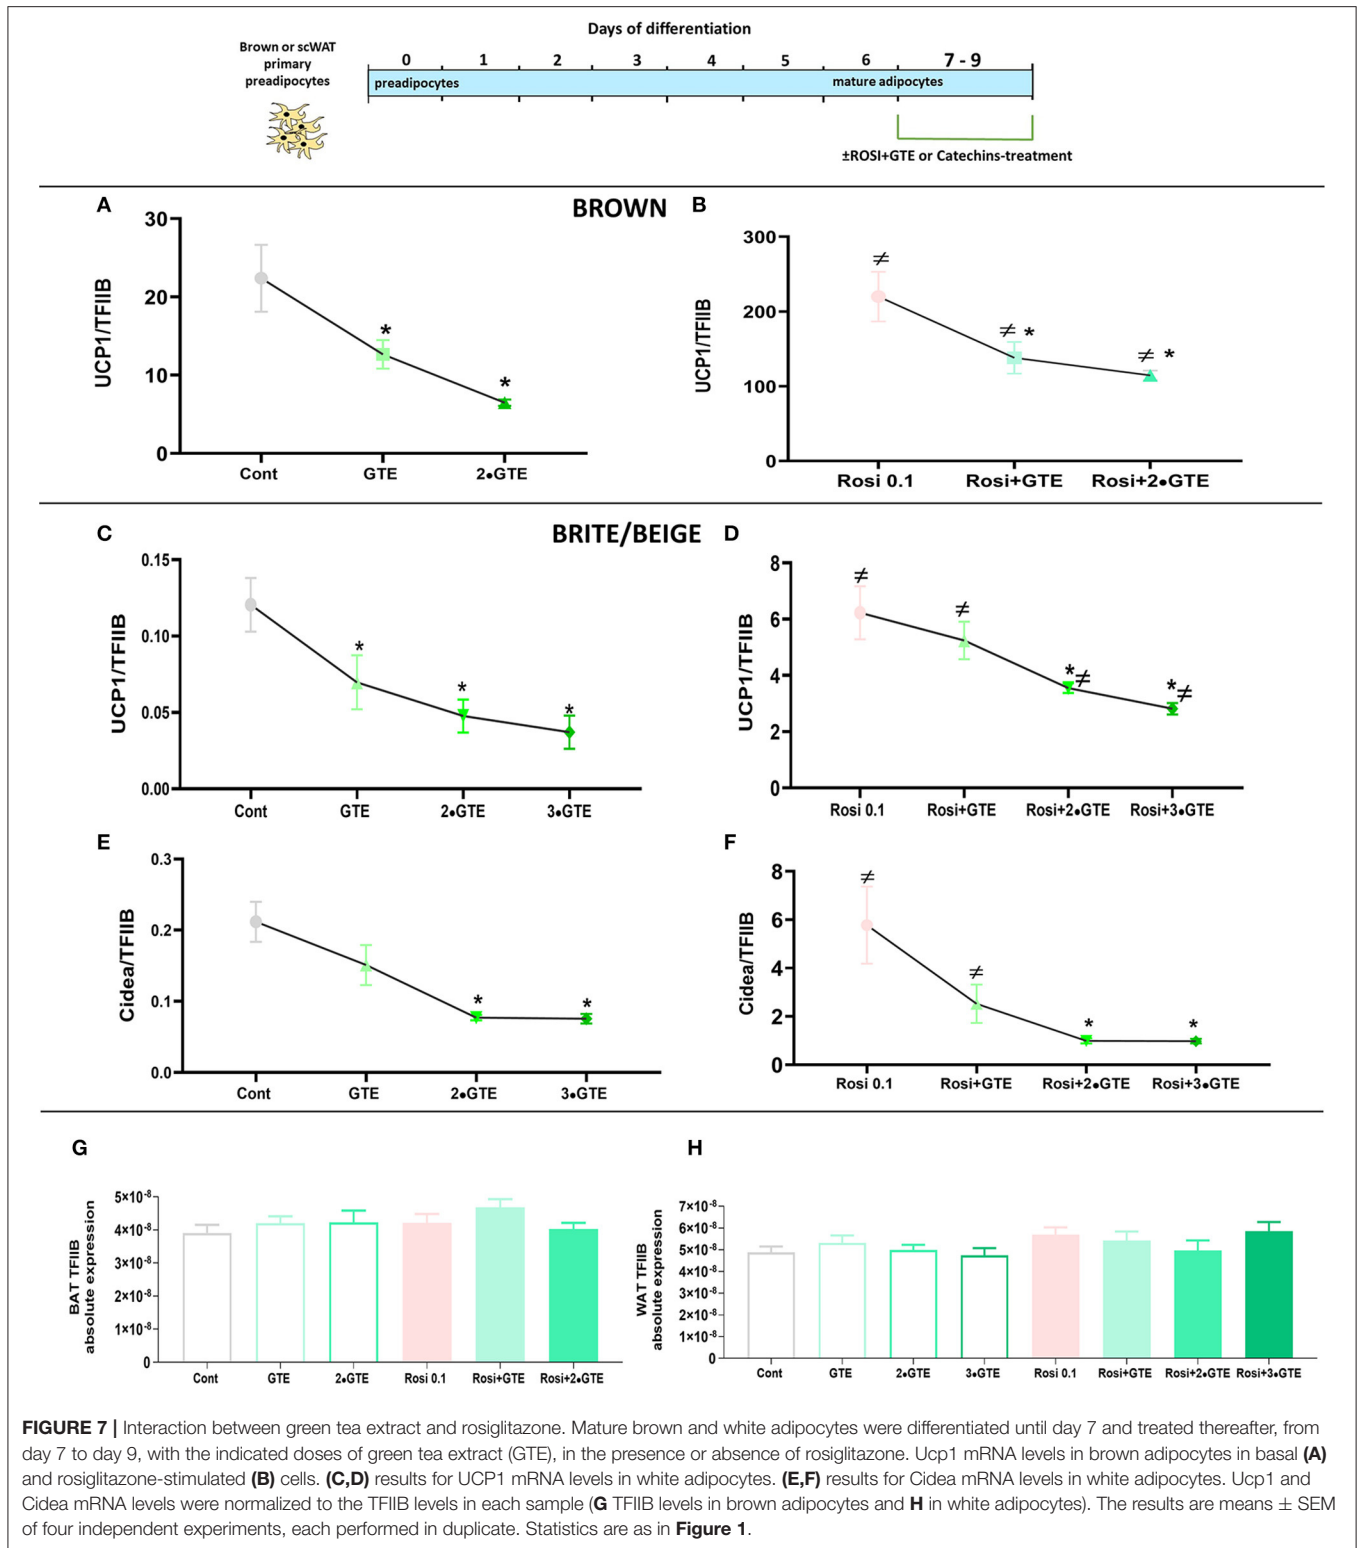 Days of differentiation
Brown or scWAT
primary
preadipocytes
0 1 2 3 4 5 6 7 - 9
preadipocytes mature adipocytes
±ROSI+GTE or Catechins-treatment
A BROWN B
UCP1/TFIIB
30
20
10
0
Cont GTE 2•GTE
* *
UCP1/TFIIB
300
200
100
0
Rosi 0.1 Rosi+GTE Rosi+2•GTE
≠ ≠ * ≠ *
C BRITE/BEIGE D
UCP1/TFIIB
0.15
0.10
0.05
0.00
Cont GTE 2•GTE 3•GTE
* * *
UCP1/TFIIB
8
6
4
2
0
Rosi 0.1 Rosi+GTE Rosi+2•GTE Rosi+3•GTE
≠ ≠ *≠ *≠
E F
Cidea/TFIIB
0.3
0.2
0.1
0.0
Cont GTE 2•GTE 3•GTE
* *
Cidea/TFIIB
8
6
4
2
0
Rosi 0.1 Rosi+GTE Rosi+2•GTE Rosi+3•GTE
≠ ≠ * *
G H
BAT TFIIB
absolute expression
5×10-8
4×10-8
3×10-8
2×10-8
1×10-8
0
Cont GTE 2•GTE Rosi 0.1 Rosi+GTE Rosi+2•GTE
WAT TFIIB
absolute expression
7×10-8
6×10-8
5×10-8
4×10-8
3×10-8
2×10-8
1×10-8
0
Cont GTE 2•GTE 3•GTE Rosi 0.1 Rosi+GTE Rosi+2•GTE Rosi+3•GTE
FIGURE 7 | Interaction between green tea extract and rosiglitazone. Mature brown and white adipocytes were differentiated until day 7 and treated thereafter, from
day 7 to day 9, with the indicated doses of green tea extract (GTE), in the presence or absence of rosiglitazone. Ucp1 mRNA levels in brown adipocytes in basal (A)
and rosiglitazone-stimulated (B) cells. (C,D) results for UCP1 mRNA levels in white adipocytes. (E,F) results for Cidea mRNA levels in white adipocytes. Ucp1 and
Cidea mRNA levels were normalized to the TFIIB levels in each sample (G TFIIB levels in brown adipocytes and H in white adipocytes). The results are means ± SEM
of four independent experiments, each performed in duplicate. Statistics are as in Figure 1.